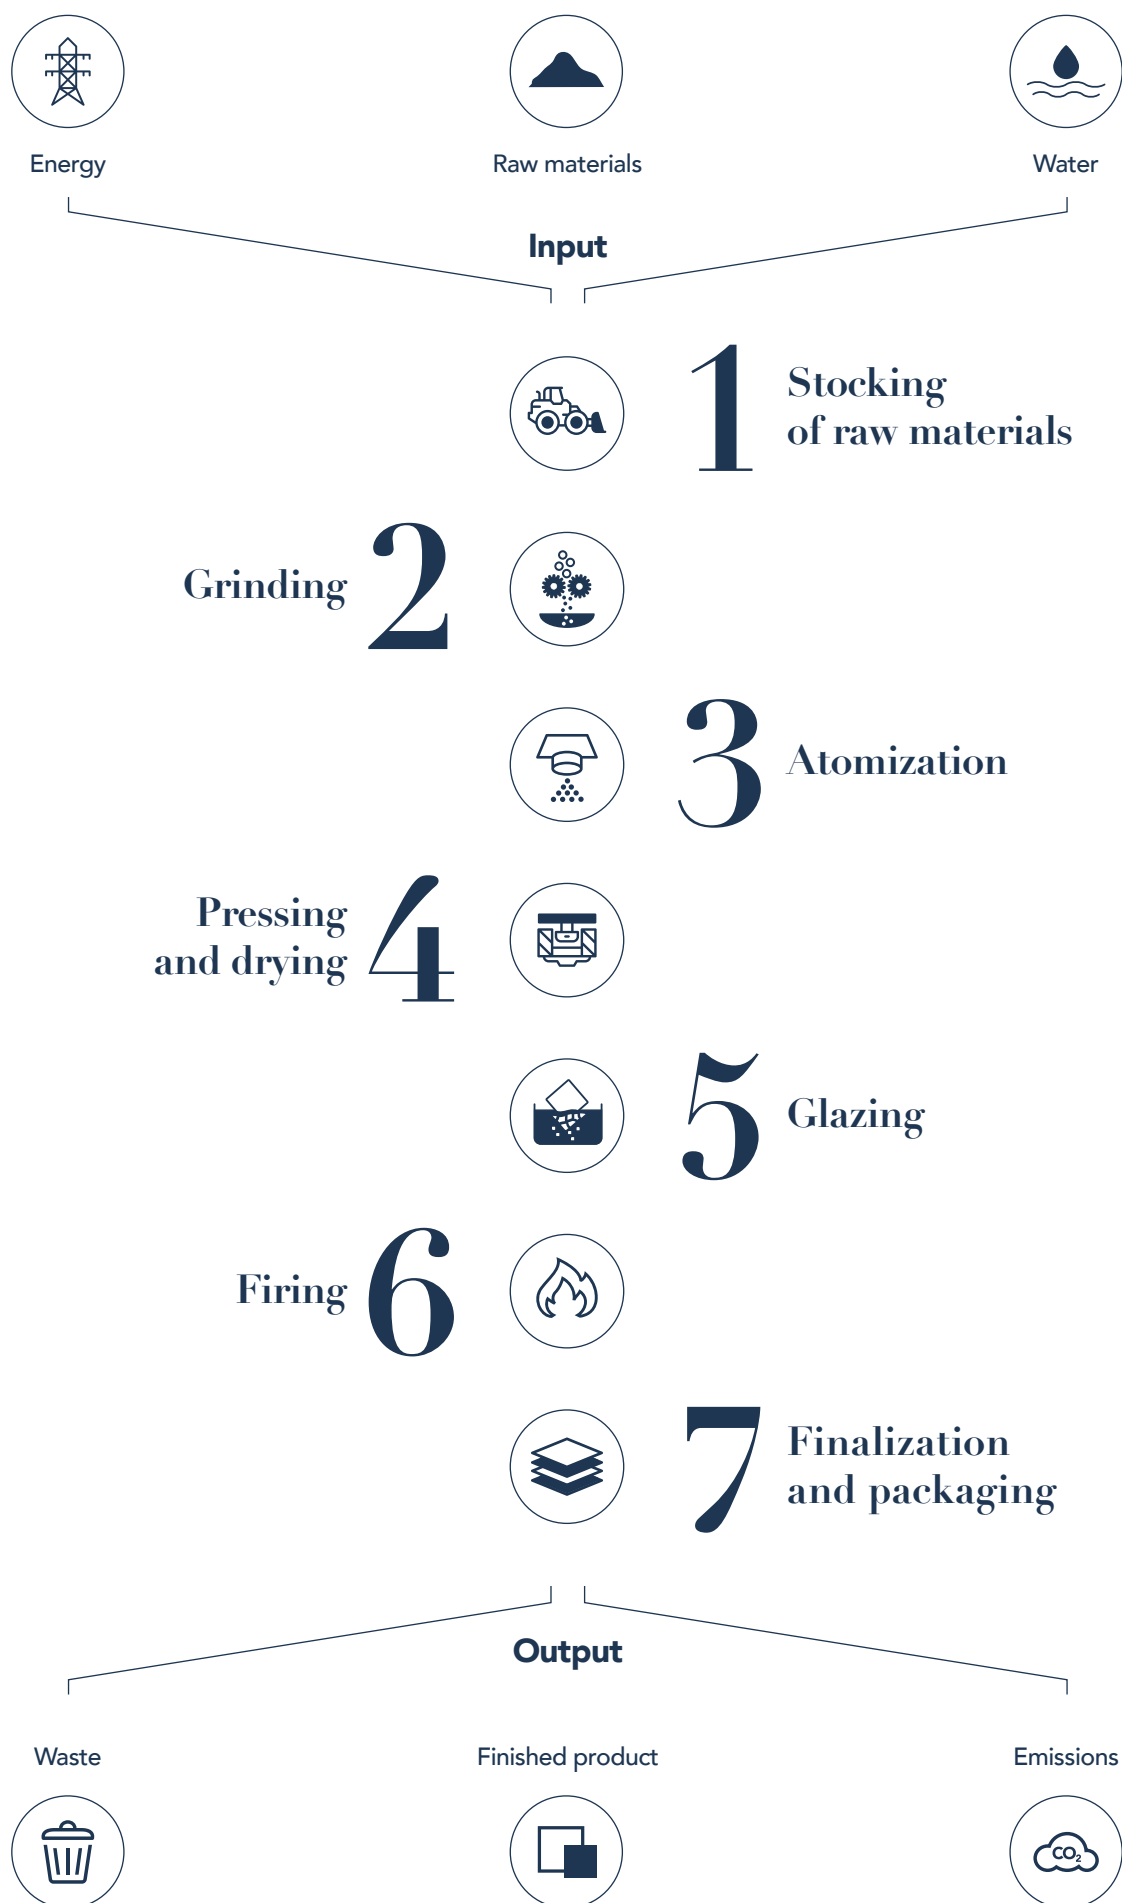 Energy
Raw materials
Water
Input
1
Stocking
of raw materials
Grinding
2
3
Atomization
Pressing
and drying
4
5
Glazing
Firing
6
7
Finalization
and packaging
Output
Waste
Finished product
Emissions
CO₂